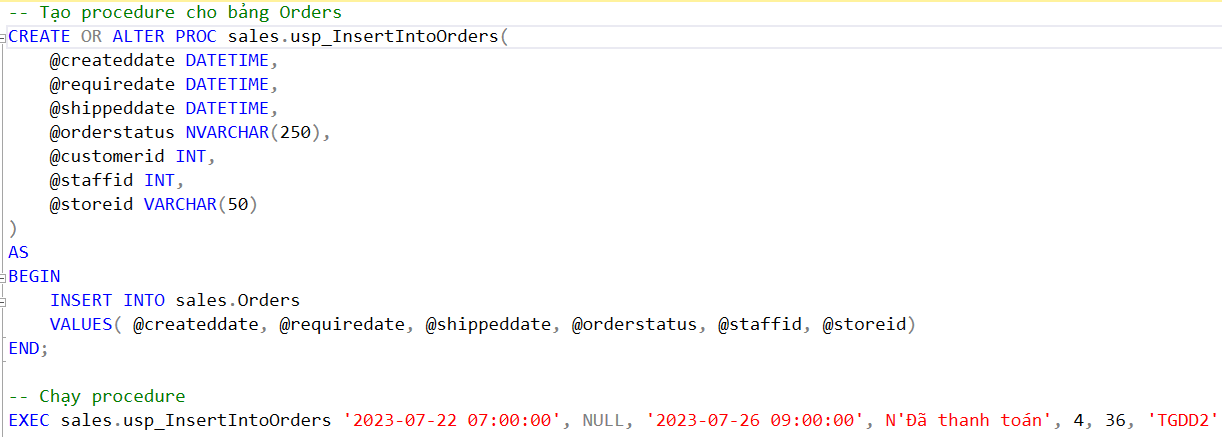 -- Tạo procedure cho bảng Orders
CREATE OR ALTER PROC sales.usp_InsertIntoOrders(
    @createddate DATETIME,
    @requiredate DATETIME,
    @shippeddate DATETIME,
    @orderstatus NVARCHAR(250),
    @customerid INT,
    @staffid INT,
    @storeid VARCHAR(50)
)
AS
BEGIN
    INSERT INTO sales.Orders
    VALUES( @createddate, @requiredate, @shippeddate, @orderstatus, @staffid, @storeid)
END;
-- Chạy procedure
EXEC sales.usp_InsertIntoOrders '2023-07-22 07:00:00', NULL, '2023-07-26 09:00:00', N'Đã thanh toán', 4, 36, 'TGDD2'